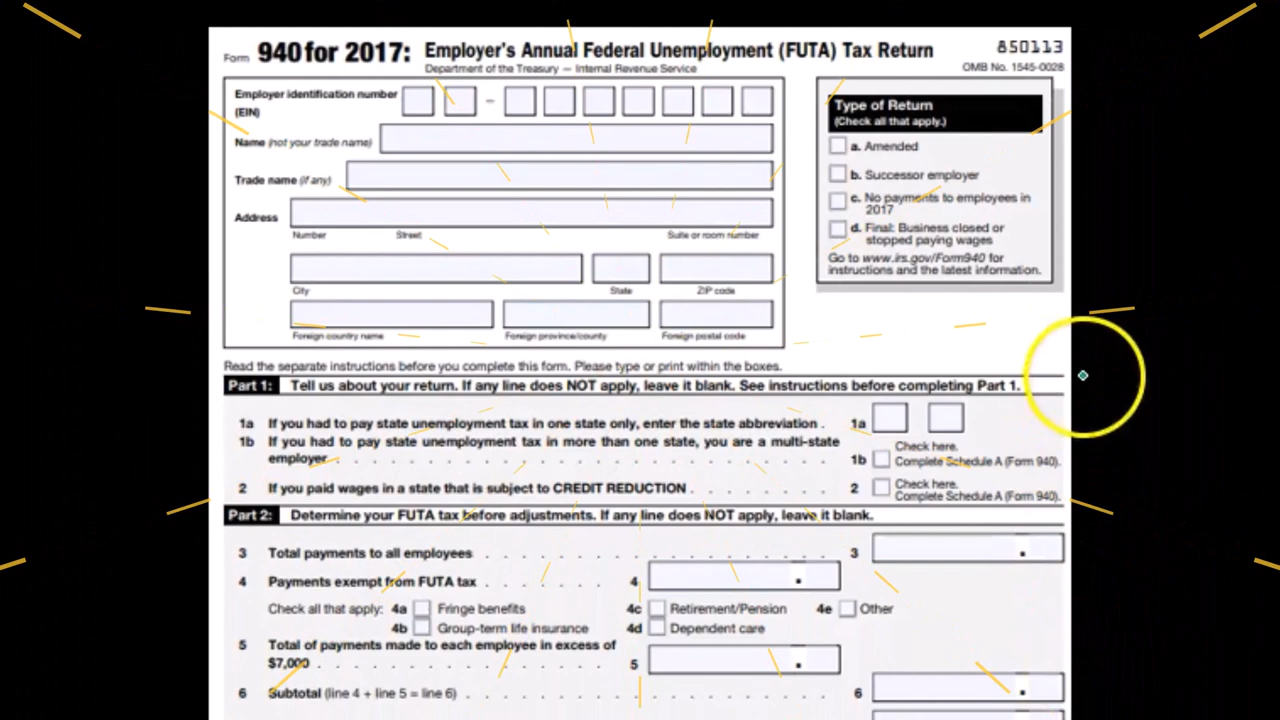 Form 940 for 2017: Employer's Annual Federal Unemployment (FUTA) Tax Return
850113
Department of the Treasury — Internal Revenue Service
OMB No. 1545-0028
Employer identification number
(EIN)
–
Name (not your trade name)
Trade name (if any)
Address
Number Street Suite or room number
City State ZIP code
Foreign country name Foreign province/county Foreign postal code
Type of Return
(Check all that apply.)
a. Amended
b. Successor employer
c. No payments to employees in
2017
d. Final: Business closed or
stopped paying wages
Go to www.irs.gov/Form940 for
instructions and the latest information.
Read the separate instructions before you complete this form. Please type or print within the boxes.
Part 1: Tell us about your return. If any line does NOT apply, leave it blank. See instructions before completing Part 1.
1a If you had to pay state unemployment tax in one state only, enter the state abbreviation . 1a
1b If you had to pay state unemployment tax in more than one state, you are a multi-state
employer . . . . . . . . . . . . . . . . . . . . 1b Check here.
Complete Schedule A (Form 940).
2 If you paid wages in a state that is subject to CREDIT REDUCTION . . . . . . . 2 Check here.
Complete Schedule A (Form 940).
Part 2: Determine your FUTA tax before adjustments. If any line does NOT apply, leave it blank.
3 Total payments to all employees . . . . . . . . . . . . . . . 3 .
4 Payments exempt from FUTA tax . . . . . . 4 .
Check all that apply: 4a Fringe benefits 4c Retirement/Pension 4e Other
4b Group-term life insurance 4d Dependent care
5 Total of payments made to each employee in excess of
$7,000 . . . . . . . . . . . . . 5 .
6 Subtotal (line 4 + line 5 = line 6) . . . . . . . . . . . . . . . 6 .